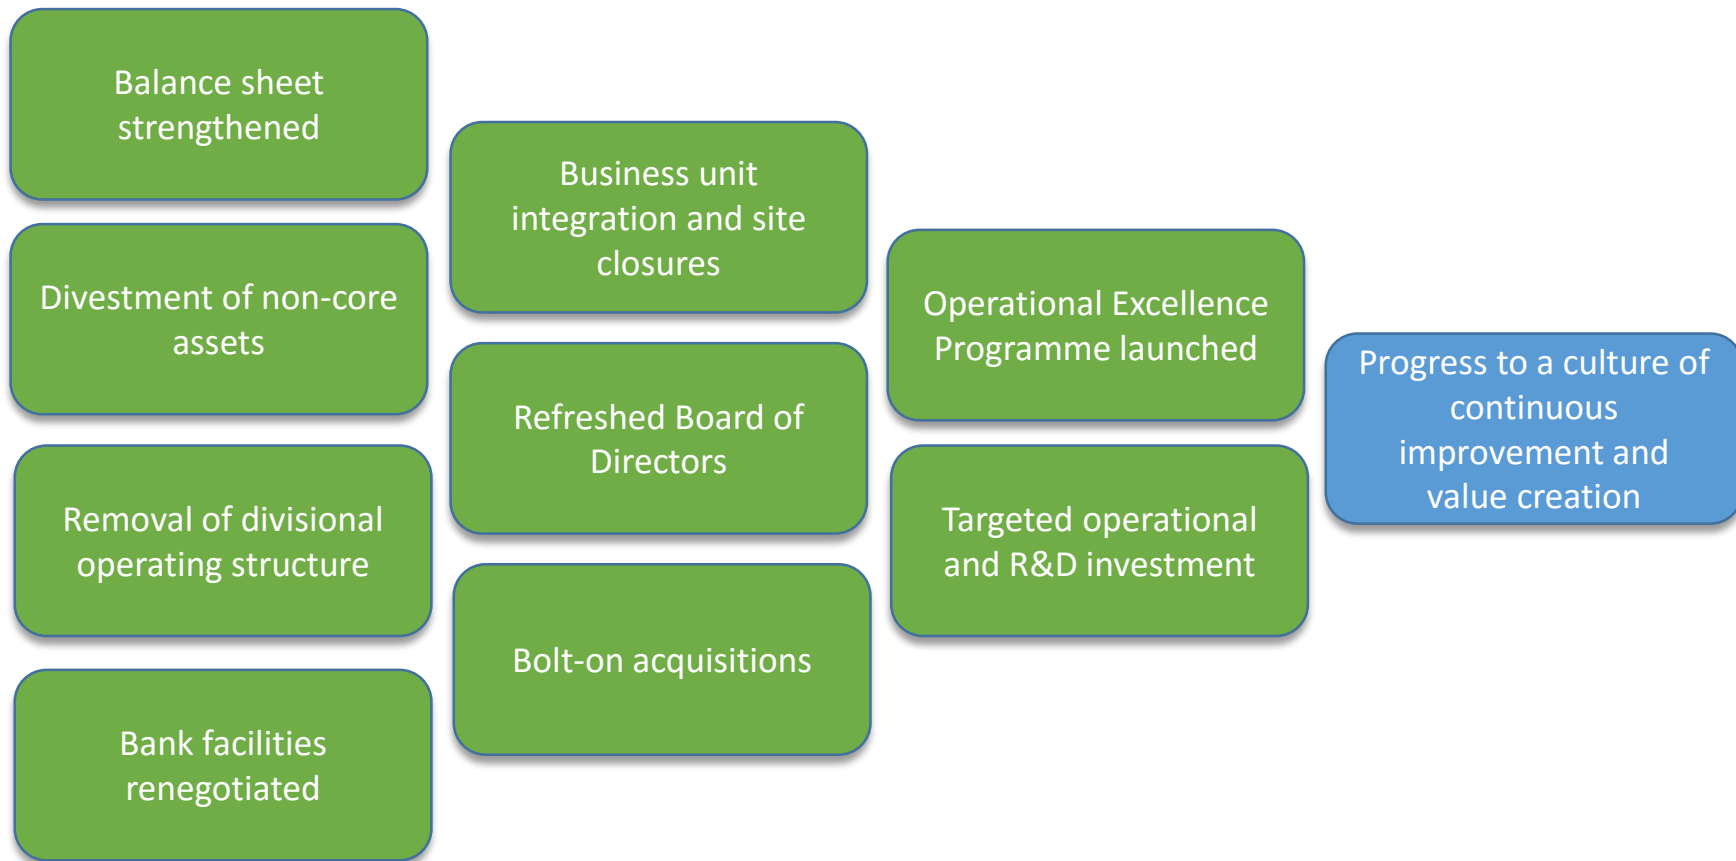 Balance sheet
strengthened
Divestment of non-core
assets
Removal of divisional
operating structure
Bank facilities
renegotiated
Business unit
integration and site
closures
Refreshed Board of
Directors
Bolt-on acquisitions
Operational Excellence
Programme launched
Targeted operational
and R&D investment
Progress to a culture of
continuous
improvement and
value creation